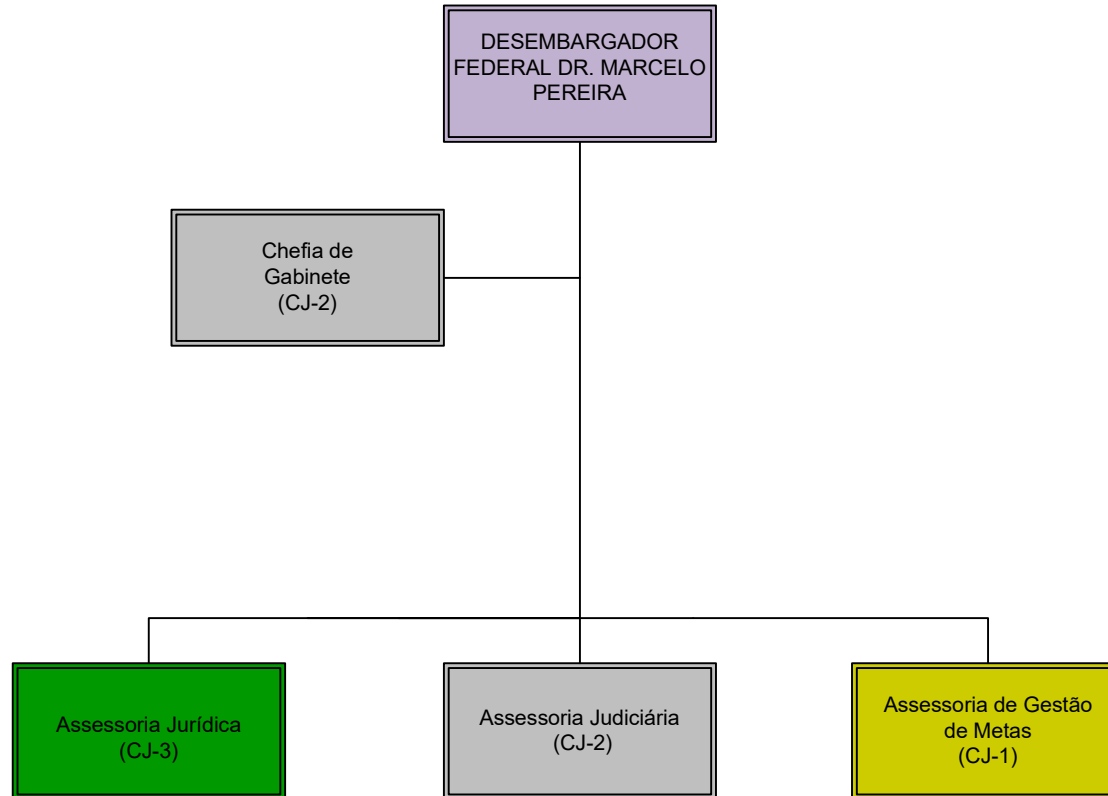 DESEMBARGADOR
FEDERAL DR. MARCELO
PEREIRA
Chefia de
Gabinete
(CJ-2)
Assessoria Jurídica
(CJ-3)
Assessoria Judiciária
(CJ-2)
Assessoria de Gestão
de Metas
(CJ-1)